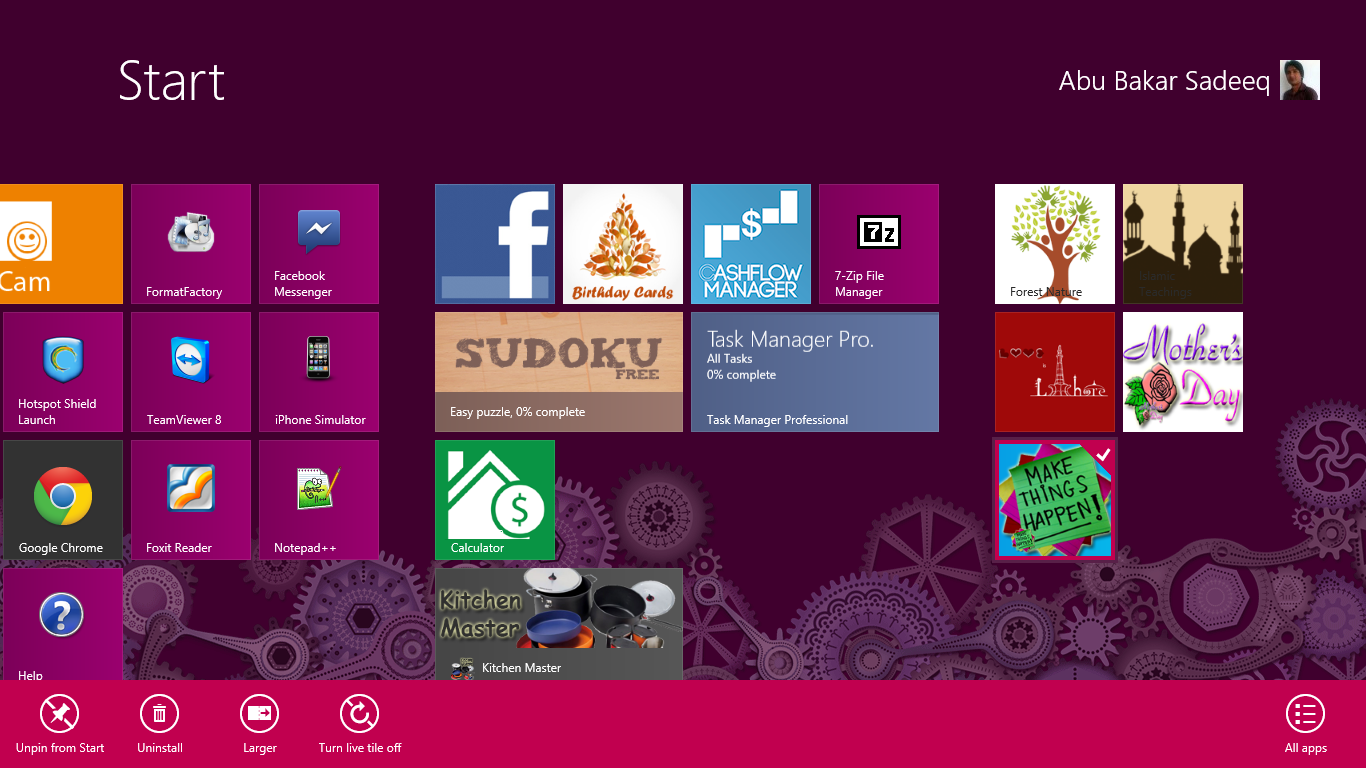 Start
Abu Bakar Sadeeq
Cam
FormatFactory
Facebook
Messenger
f
Birthday Cards
$
CASHFLOW
MANAGER
7z
7-Zip File
Manager
Forest Nature
Islamic
Teachings
Hotspot Shield
Launch
TeamViewer 8
iPhone Simulator
SUDOKU
FREE
Easy puzzle, 0% complete
Task Manager Pro.
All Tasks
0% complete
Task Manager Professional
LOVE
is
Lahore
Mother's
Day
Google Chrome
Foxit Reader
Notepad++
$
Calculator
MAKE
THINGS
HAPPEN!
?
Help
Kitchen
Master
Kitchen Master
Unpin from Start
Uninstall
Larger
Turn live tile off
All apps